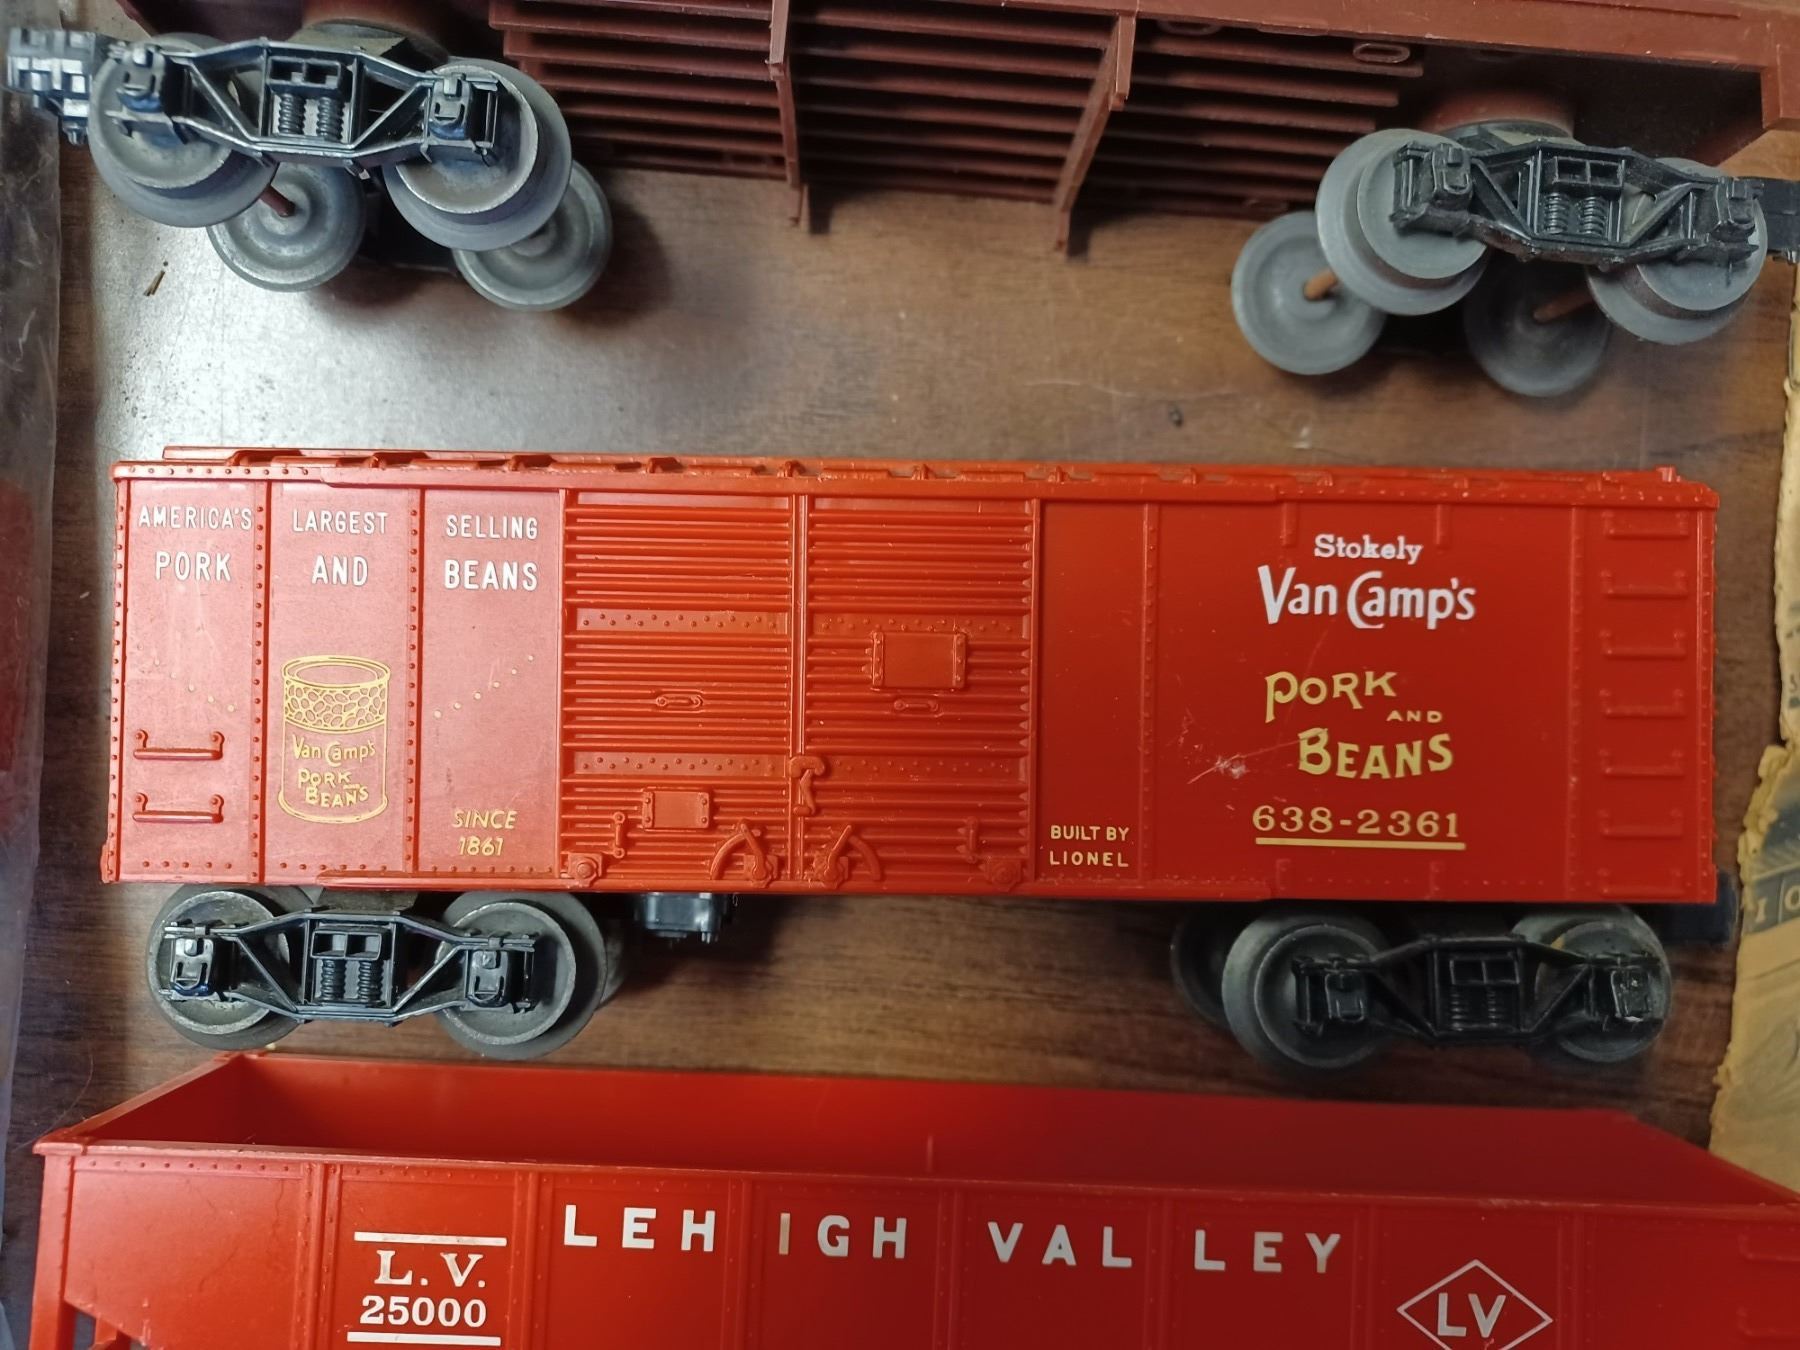 AMERICA'S LARGEST SELLING
PORK AND BEANS
Van Camp's
PORK
AND
BEANS
SINCE
1861
BUILT BY
LIONEL
Stokely
Van Camp's
PORK
AND
BEANS
638-2361
LEHIGH VALLEY
L. V.
25000
LV